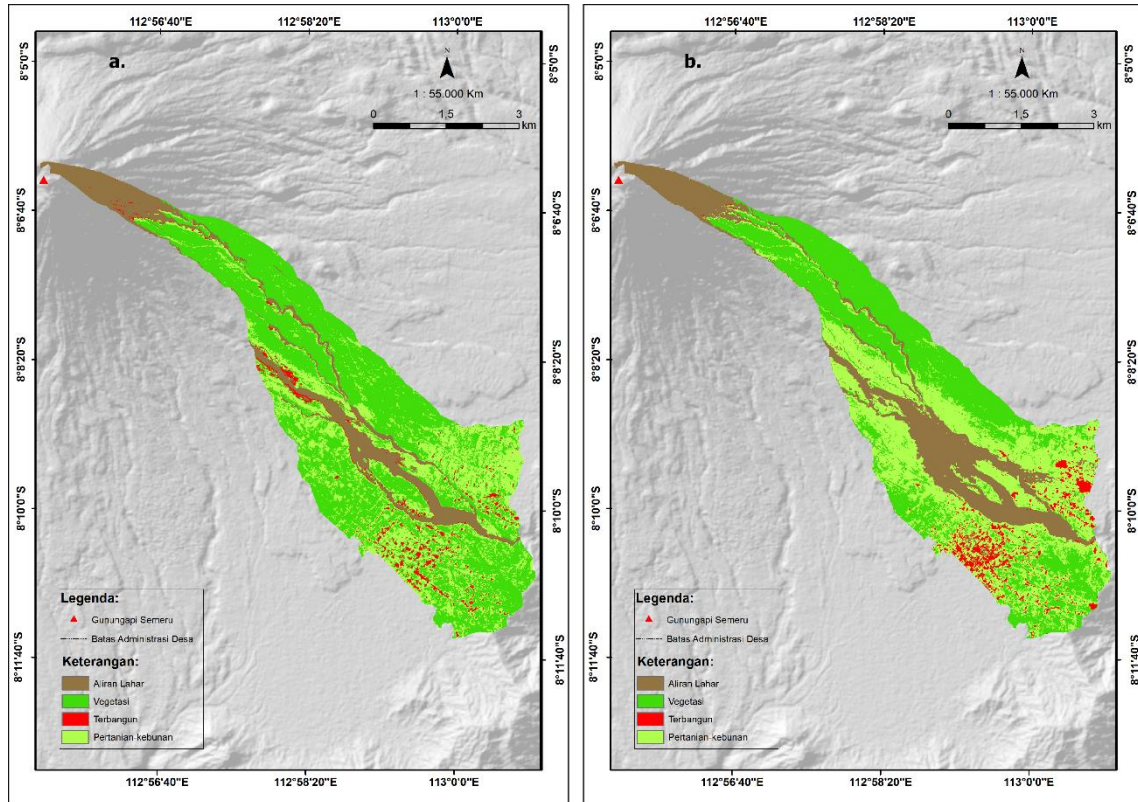 112°56'40"E 112°58'20"E 113°0'0"E
a.
N
1 : 55.000 Km
0 1,5 3
km
8°5'0"S 8°5'0"S
8°6'40"S 8°6'40"S
8°8'20"S 8°8'20"S
8°10'0"S 8°10'0"S
8°11'40"S 8°11'40"S
Legenda:
Gunungapi Semeru
Batas Administrasi Desa
Keterangan:
Aliran Lahar
Vegetasi
Terbangun
Pertanian-kebunan
112°56'40"E 112°58'20"E 113°0'0"E
112°56'40"E 112°58'20"E 113°0'0"E
b.
N
1 : 55.000 Km
0 1,5 3
km
8°5'0"S 8°5'0"S
8°6'40"S 8°6'40"S
8°8'20"S 8°8'20"S
8°10'0"S 8°10'0"S
8°11'40"S 8°11'40"S
Legenda:
Gunungapi Semeru
Batas Administrasi Desa
Keterangan:
Aliran Lahar
Vegetasi
Terbangun
Pertanian-kebunan
112°56'40"E 112°58'20"E 113°0'0"E